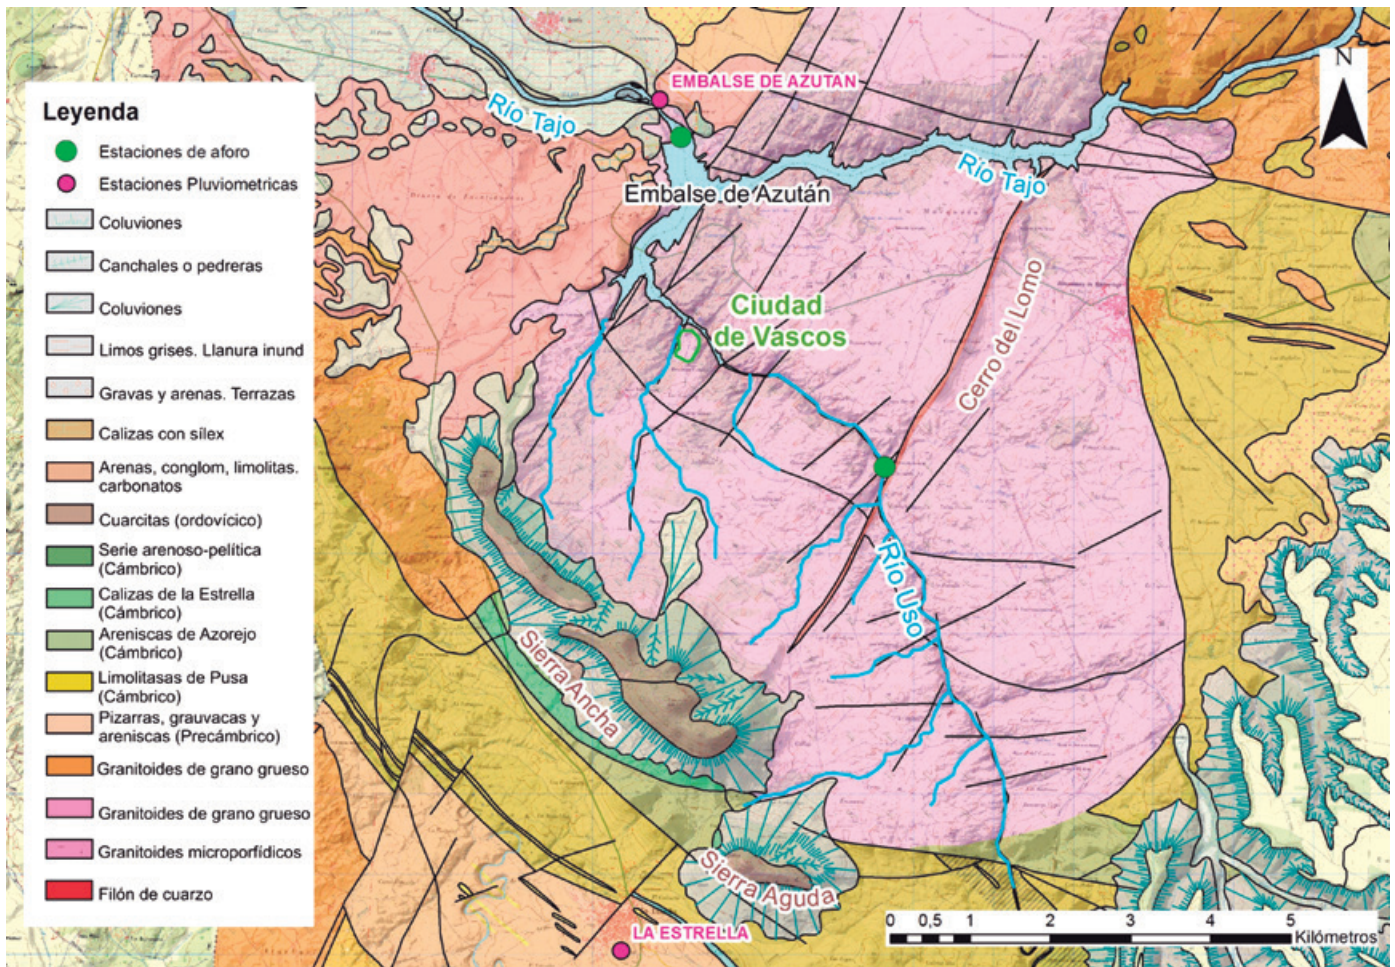 Leyenda
Estaciones de aforo
Estaciones Pluviometricas
Coluviones
Canchales o pedreras
Coluviones
Limos grises. Llanura inund
Gravas y arenas. Terrazas
Calizas con sílex
Arenas, conglom, limolitas.
carbonatos
Cuarcitas (ordovícico)
Serie arenoso-pelítica
(Cámbrico)
Calizas de la Estrella
(Cámbrico)
Areniscas de Azorejo
(Cámbrico)
Limolitasas de Pusa
(Cámbrico)
Pizarras, grauvacas y
areniscas (Precámbrico)
Granitoides de grano grueso
Granitoides de grano grueso
Granitoides microporfídicos
Filón de cuarzo
EMBALSE DE AZUTAN
Río Tajo
Río Tajo
Embalse de Azután
Ciudad
de Vascos
Cerro del Lomo
Río Uso
Sierra Ancha
Sierra Aguda
LA ESTRELLA
N
0 0,5 1 2 3 4 5
Kilómetros